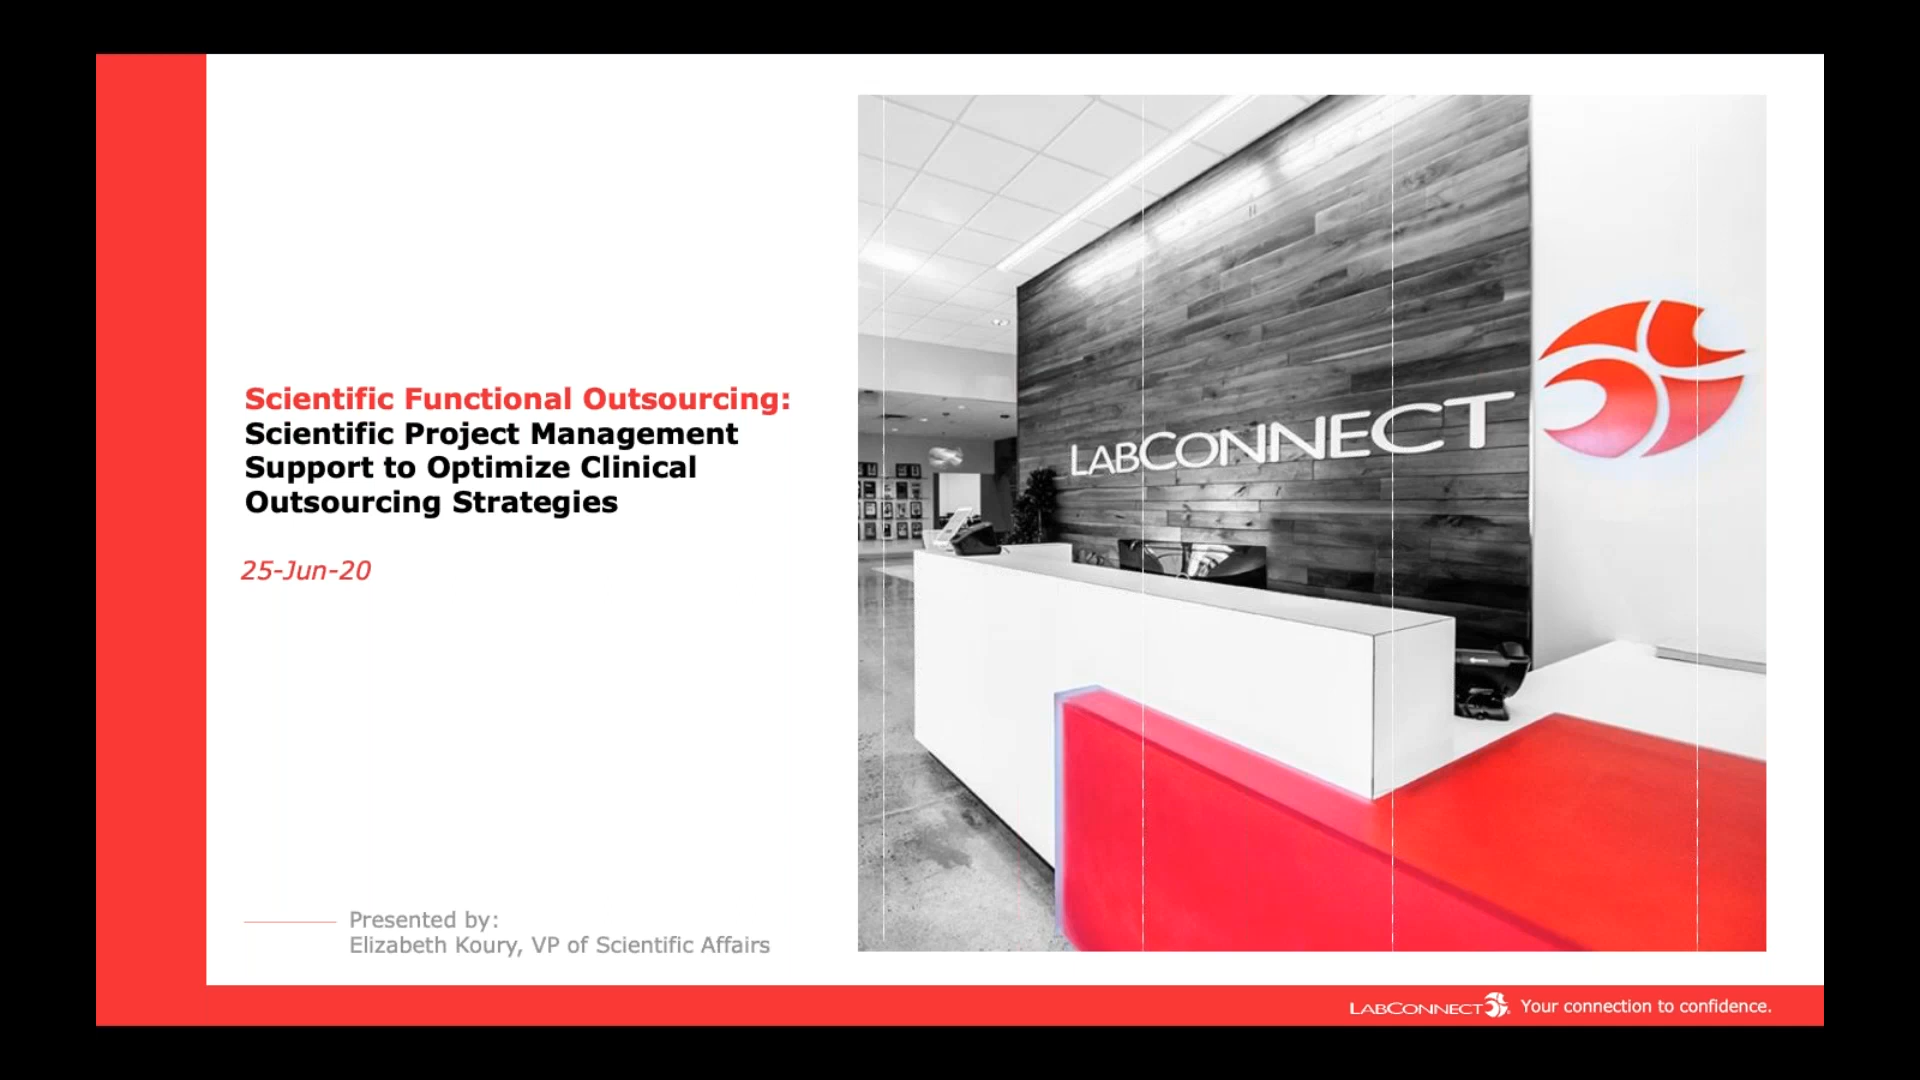 Scientific Functional Outsourcing:
Scientific Project Management
Support to Optimize Clinical
Outsourcing Strategies
25-Jun-20
Presented by:
Elizabeth Koury, VP of Scientific Affairs
LABCONNECT
LABCONNECT Your connection to confidence.